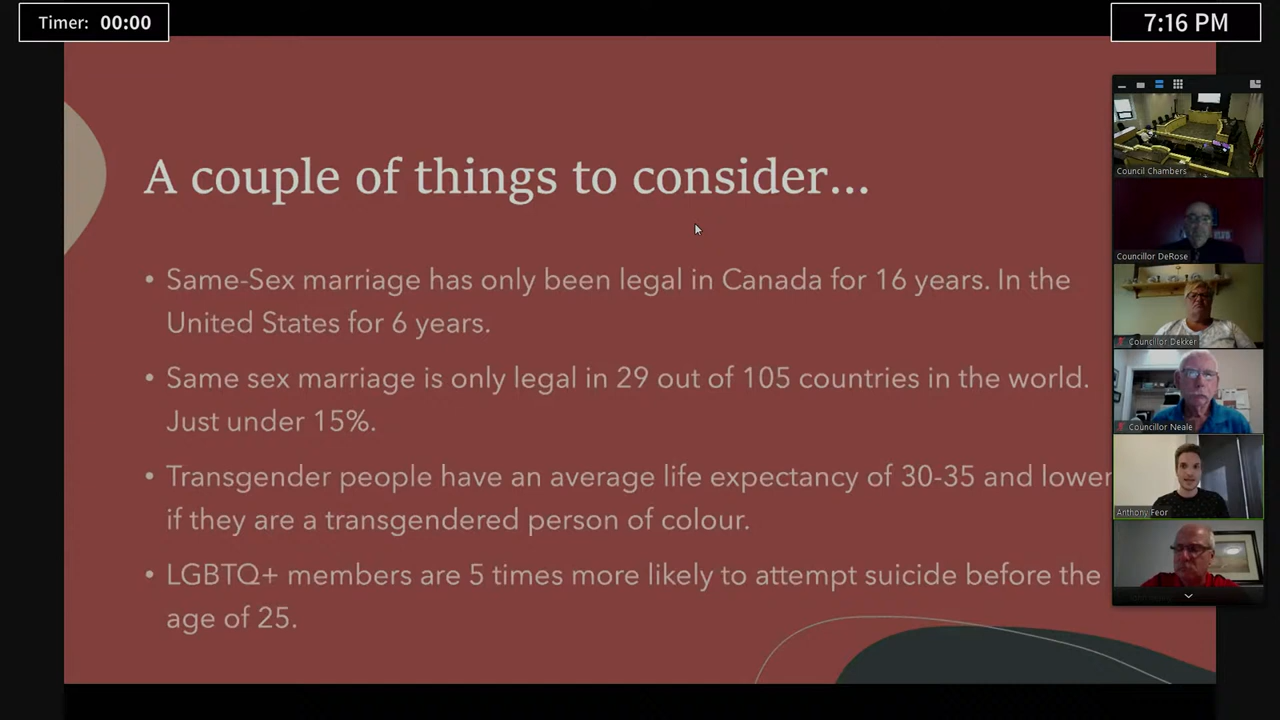 Timer: 00:00
7:16 PM
A couple of things to consider...
• Same-Sex marriage has only been legal in Canada for 16 years. In the
United States for 6 years.
• Same sex marriage is only legal in 29 out of 105 countries in the world.
Just under 15%.
• Transgender people have an average life expectancy of 30-35 and lower
if they are a transgendered person of colour.
• LGBTQ+ members are 5 times more likely to attempt suicide before the
age of 25.
Council Chambers
Councillor DeRose
Councillor Dekker
Councillor Neale
Anthony Feor